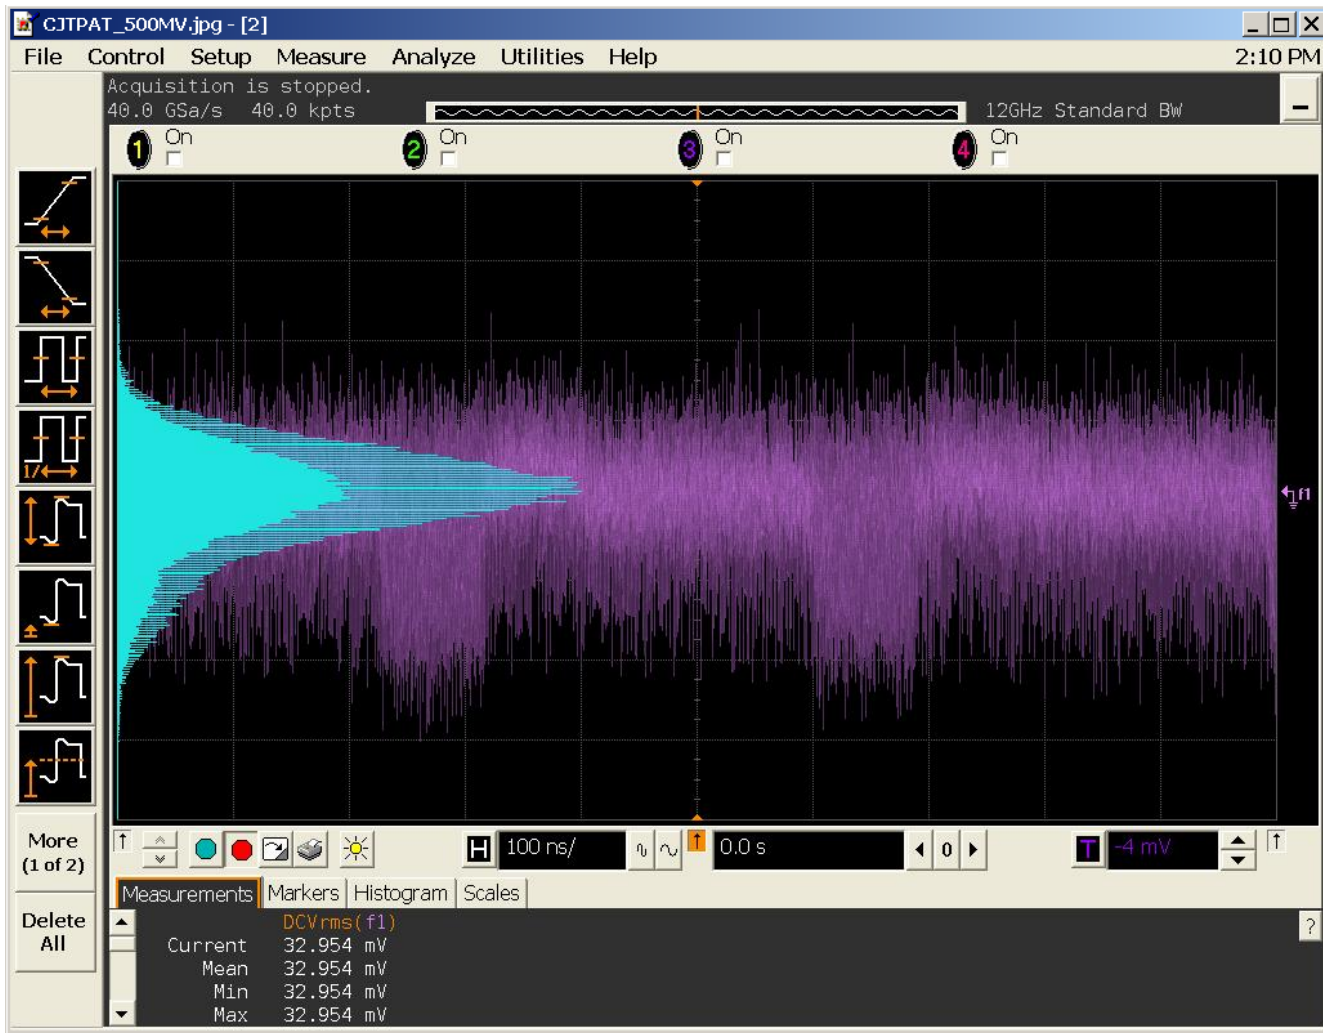 CJTPAT_500MV.jpg - [2]
File Control Setup Measure Analyze Utilities Help 2:10 PM
Acquisition is stopped.
40.0 GSa/s 40.0 kpts 12GHz Standard BW
1 On 2 On 3 On 4 On
1/
f1
More
(1 of 2)
Delete
All
H 100 ns/ 0.0 s 0 T -4 mV
Measurements Markers Histogram Scales
DCVrms(f1) ?
Current 32.954 mV
Mean 32.954 mV
Min 32.954 mV
Max 32.954 mV